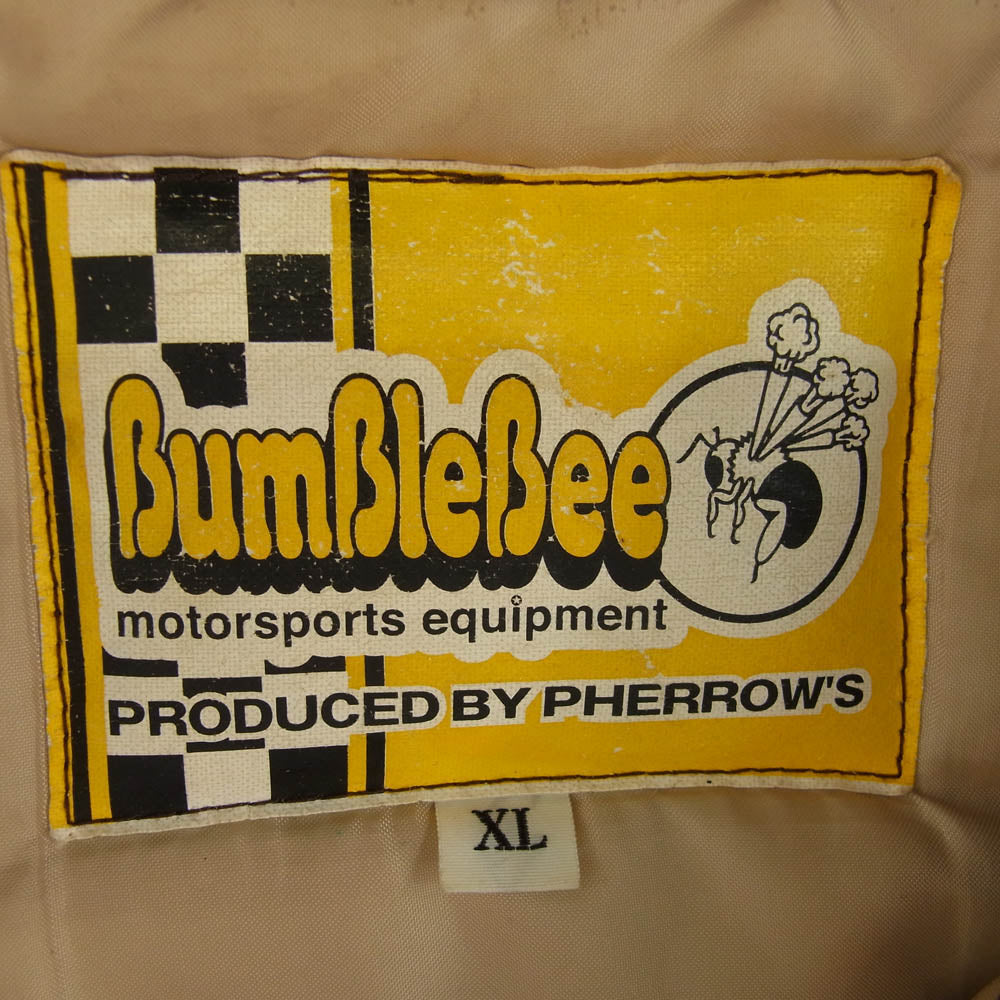 BumBleBee
motorsports equipment
PRODUCED BY PHERROW'S
XL